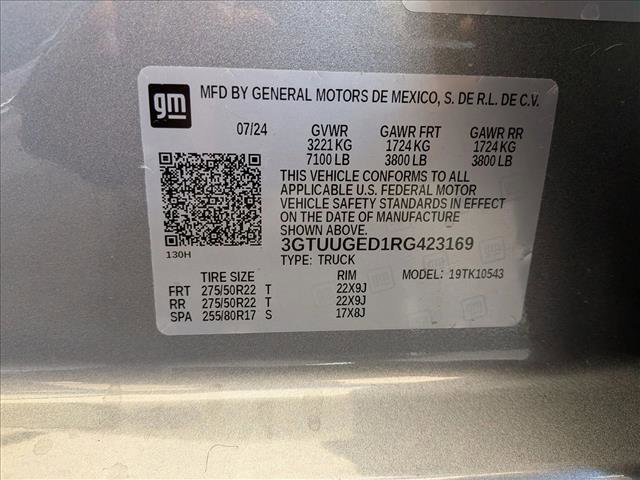 gm
MFD BY GENERAL MOTORS DE MEXICO, S. DE R.L. DE C.V.
07/24 GVWR GAWR FRT GAWR RR
3221 KG 1724 KG 1724 KG
7100 LB 3800 LB 3800 LB
THIS VEHICLE CONFORMS TO ALL
APPLICABLE U.S. FEDERAL MOTOR
VEHICLE SAFETY STANDARDS IN EFFECT
ON THE DATE OF MANUFACTURE
SHOWN ABOVE.
130H
3GTUUGED1RG423169
TYPE: TRUCK MODEL: 19TK10543
TIRE SIZE RIM
FRT 275/50R22 T 22X9J
RR 275/50R22 T 22X9J
SPA 255/80R17 S 17X8J